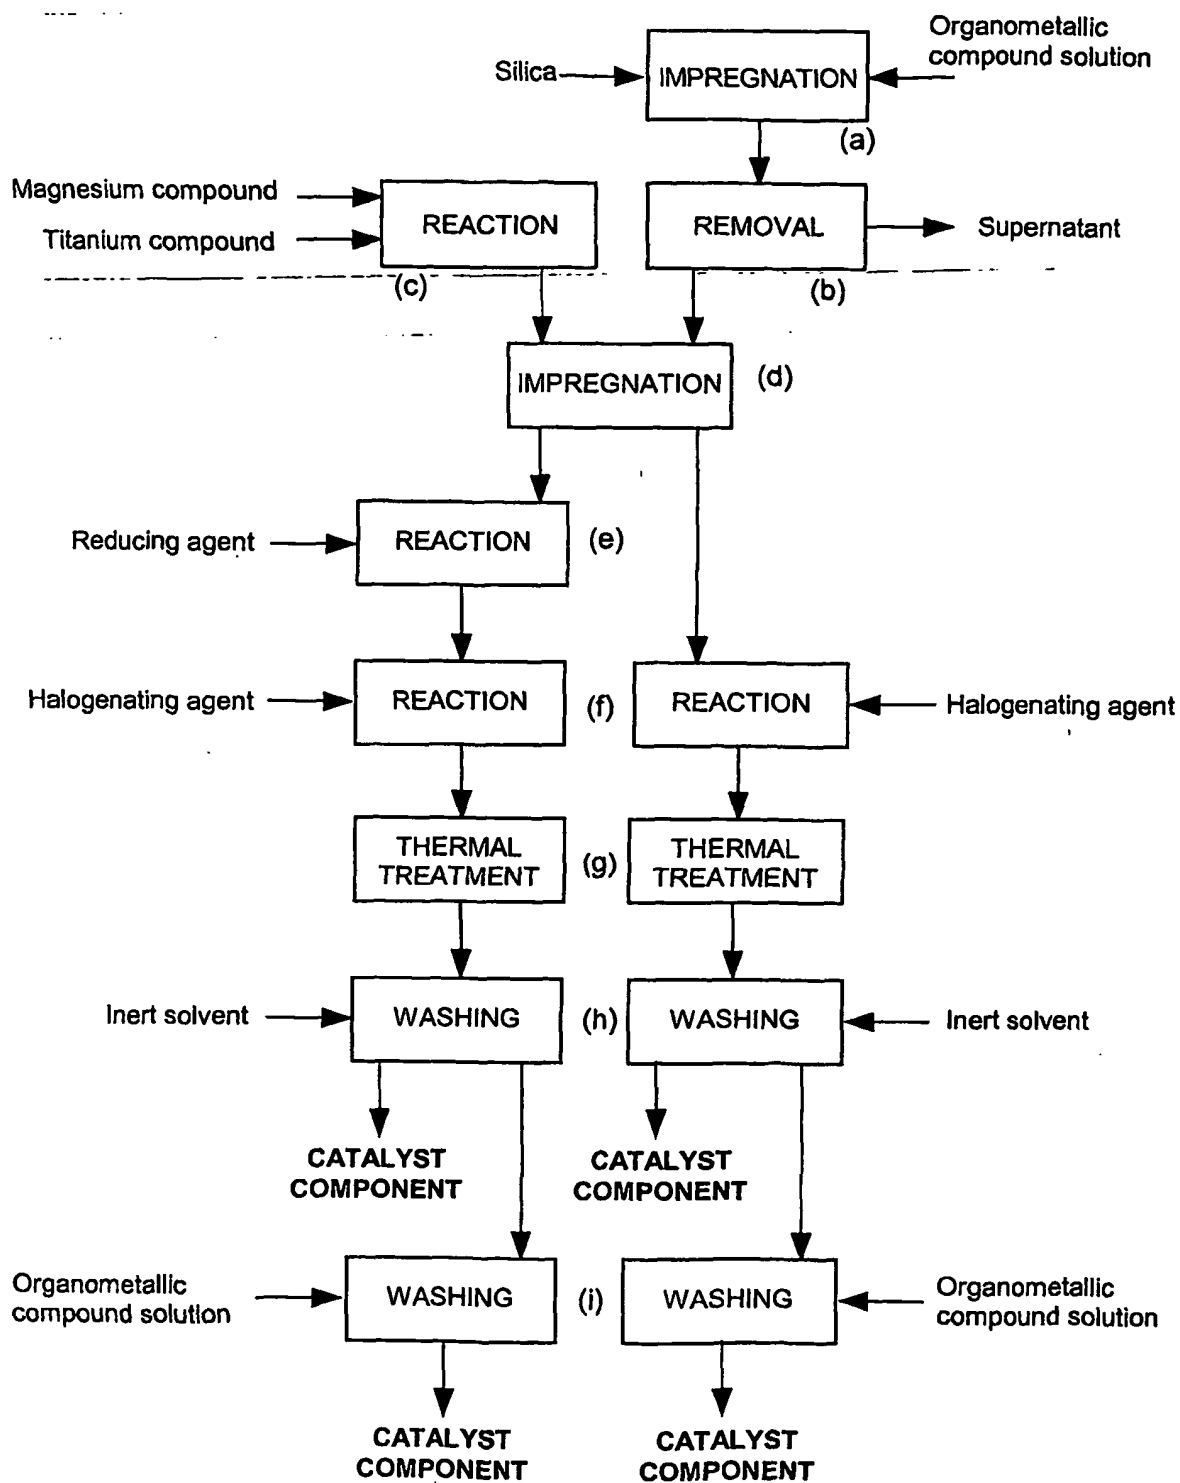 Organometallic
compound solution
Silica
IMPREGNATION
(a)
Magnesium compound
Titanium compound
REACTION
REMOVAL
Supernatant
(c)
(b)
IMPREGNATION
(d)
Reducing agent
REACTION
(e)
Halogenating agent
REACTION
(f)
REACTION
Halogenating agent
THERMAL
TREATMENT
(g)
THERMAL
TREATMENT
Inert solvent
WASHING
(h)
WASHING
Inert solvent
CATALYST
COMPONENT
CATALYST
COMPONENT
Organometallic
compound solution
WASHING
(i)
WASHING
Organometallic
compound solution
CATALYST
COMPONENT
CATALYST
COMPONENT